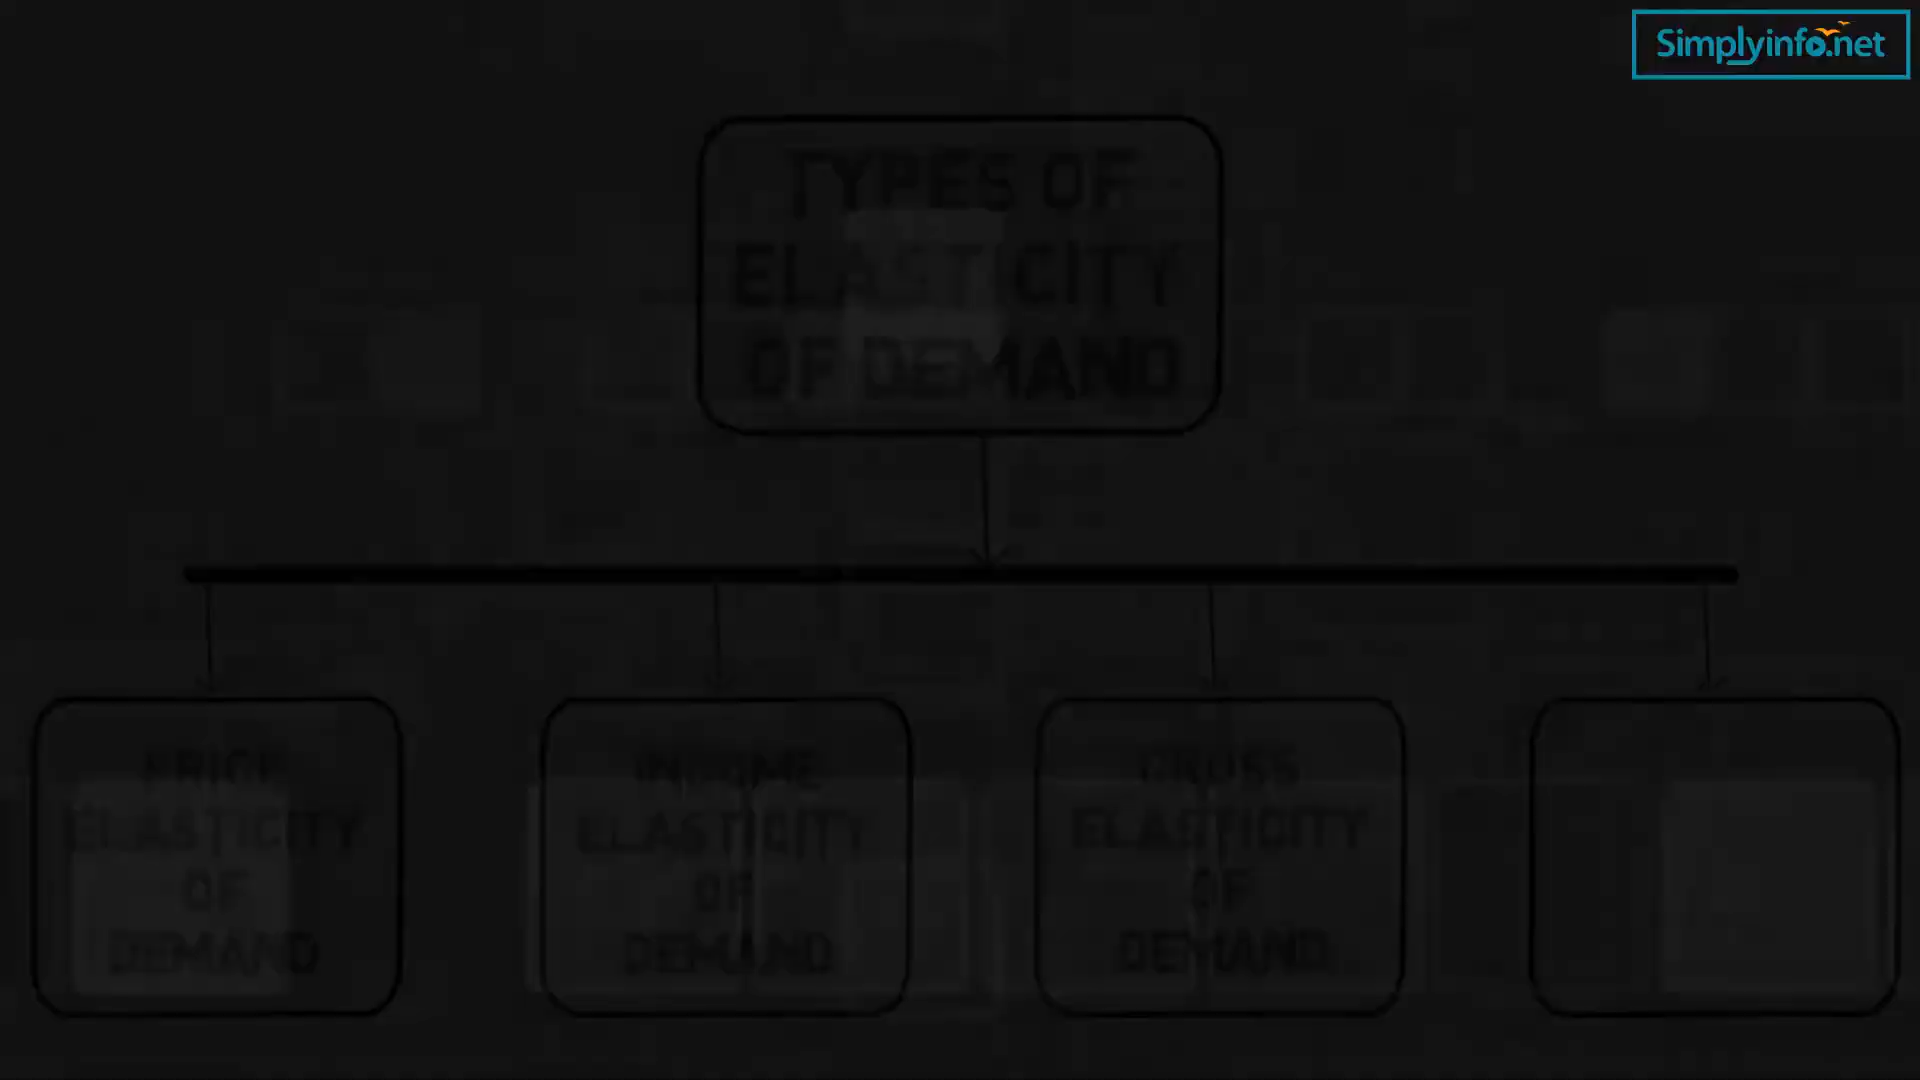 Simplyinfo.net
TYPES OF
ELASTICITY
OF DEMAND
PRICE
ELASTICITY
OF
DEMAND
INCOME
ELASTICITY
OF
DEMAND
CROSS
ELASTICITY
OF
DEMAND